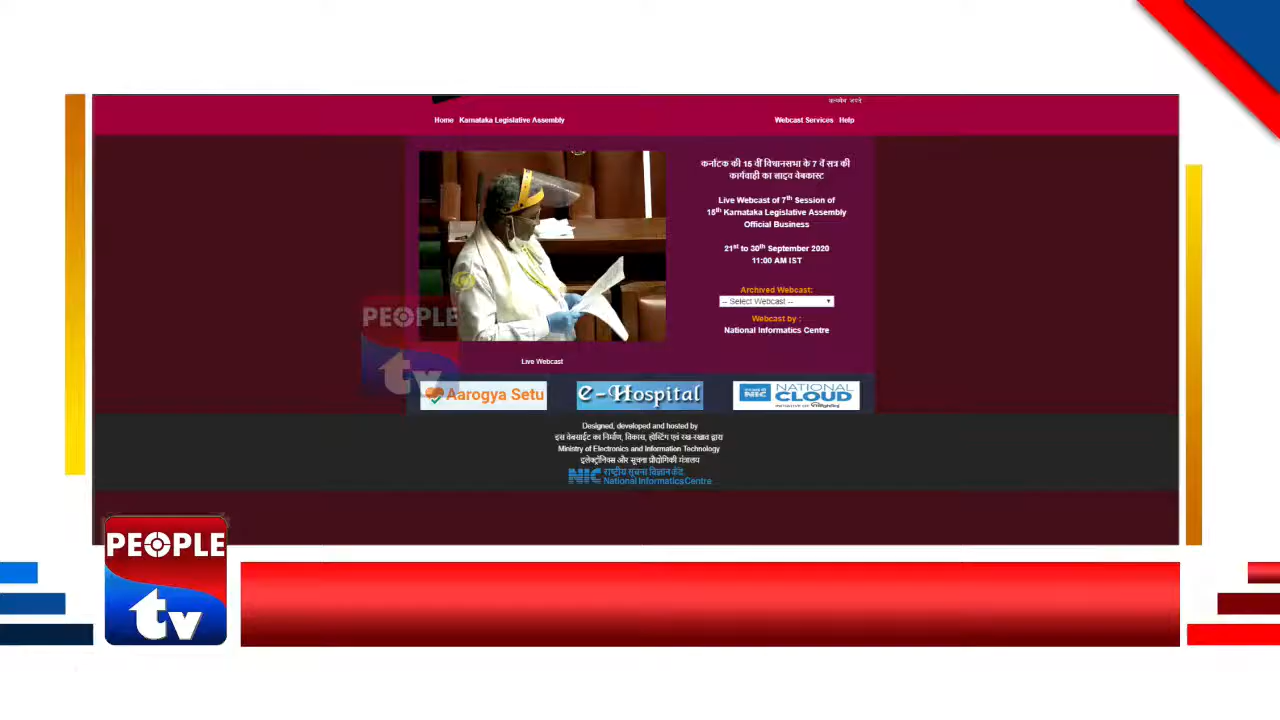 सत्यमेव जयते
Home Karnataka Legislative Assembly
Webcast Services Help
कर्नाटक की 15 वीं विधानसभा के 7 वें सत्र की
कार्यवाही का लाइव वेबकास्ट
Live Webcast of 7th Session of
15th Karnataka Legislative Assembly
Official Business
21st to 30th September 2020
11:00 AM IST
Archived Webcast:
-- Select Webcast --
Webcast by :
National Informatics Centre
Live Webcast
PEOPLE
tv
Aarogya Setu
e-Hospital
NIC NATIONAL
CLOUD
Designed, developed and hosted by
इस वेबसाईट का निर्माण, विकास, होस्टिंग एवं रख-रखाव द्वारा
Ministry of Electronics and Information Technology
इलेक्ट्रॉनिक्स और सूचना प्रौद्योगिकी मंत्रालय
NIC राष्ट्रीय सूचना विज्ञान केंद्र
National Informatics Centre
PEOPLE
tv